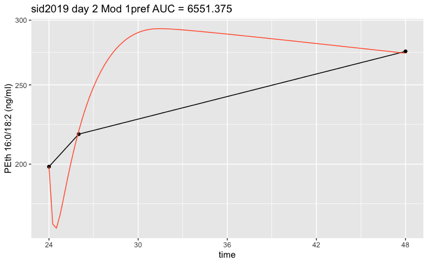 sid2019 day 2 Mod 1pref AUC = 6551.375
300
250
200
PEth 16:0/18:2 (ng/ml)
24
30
36
42
48
time